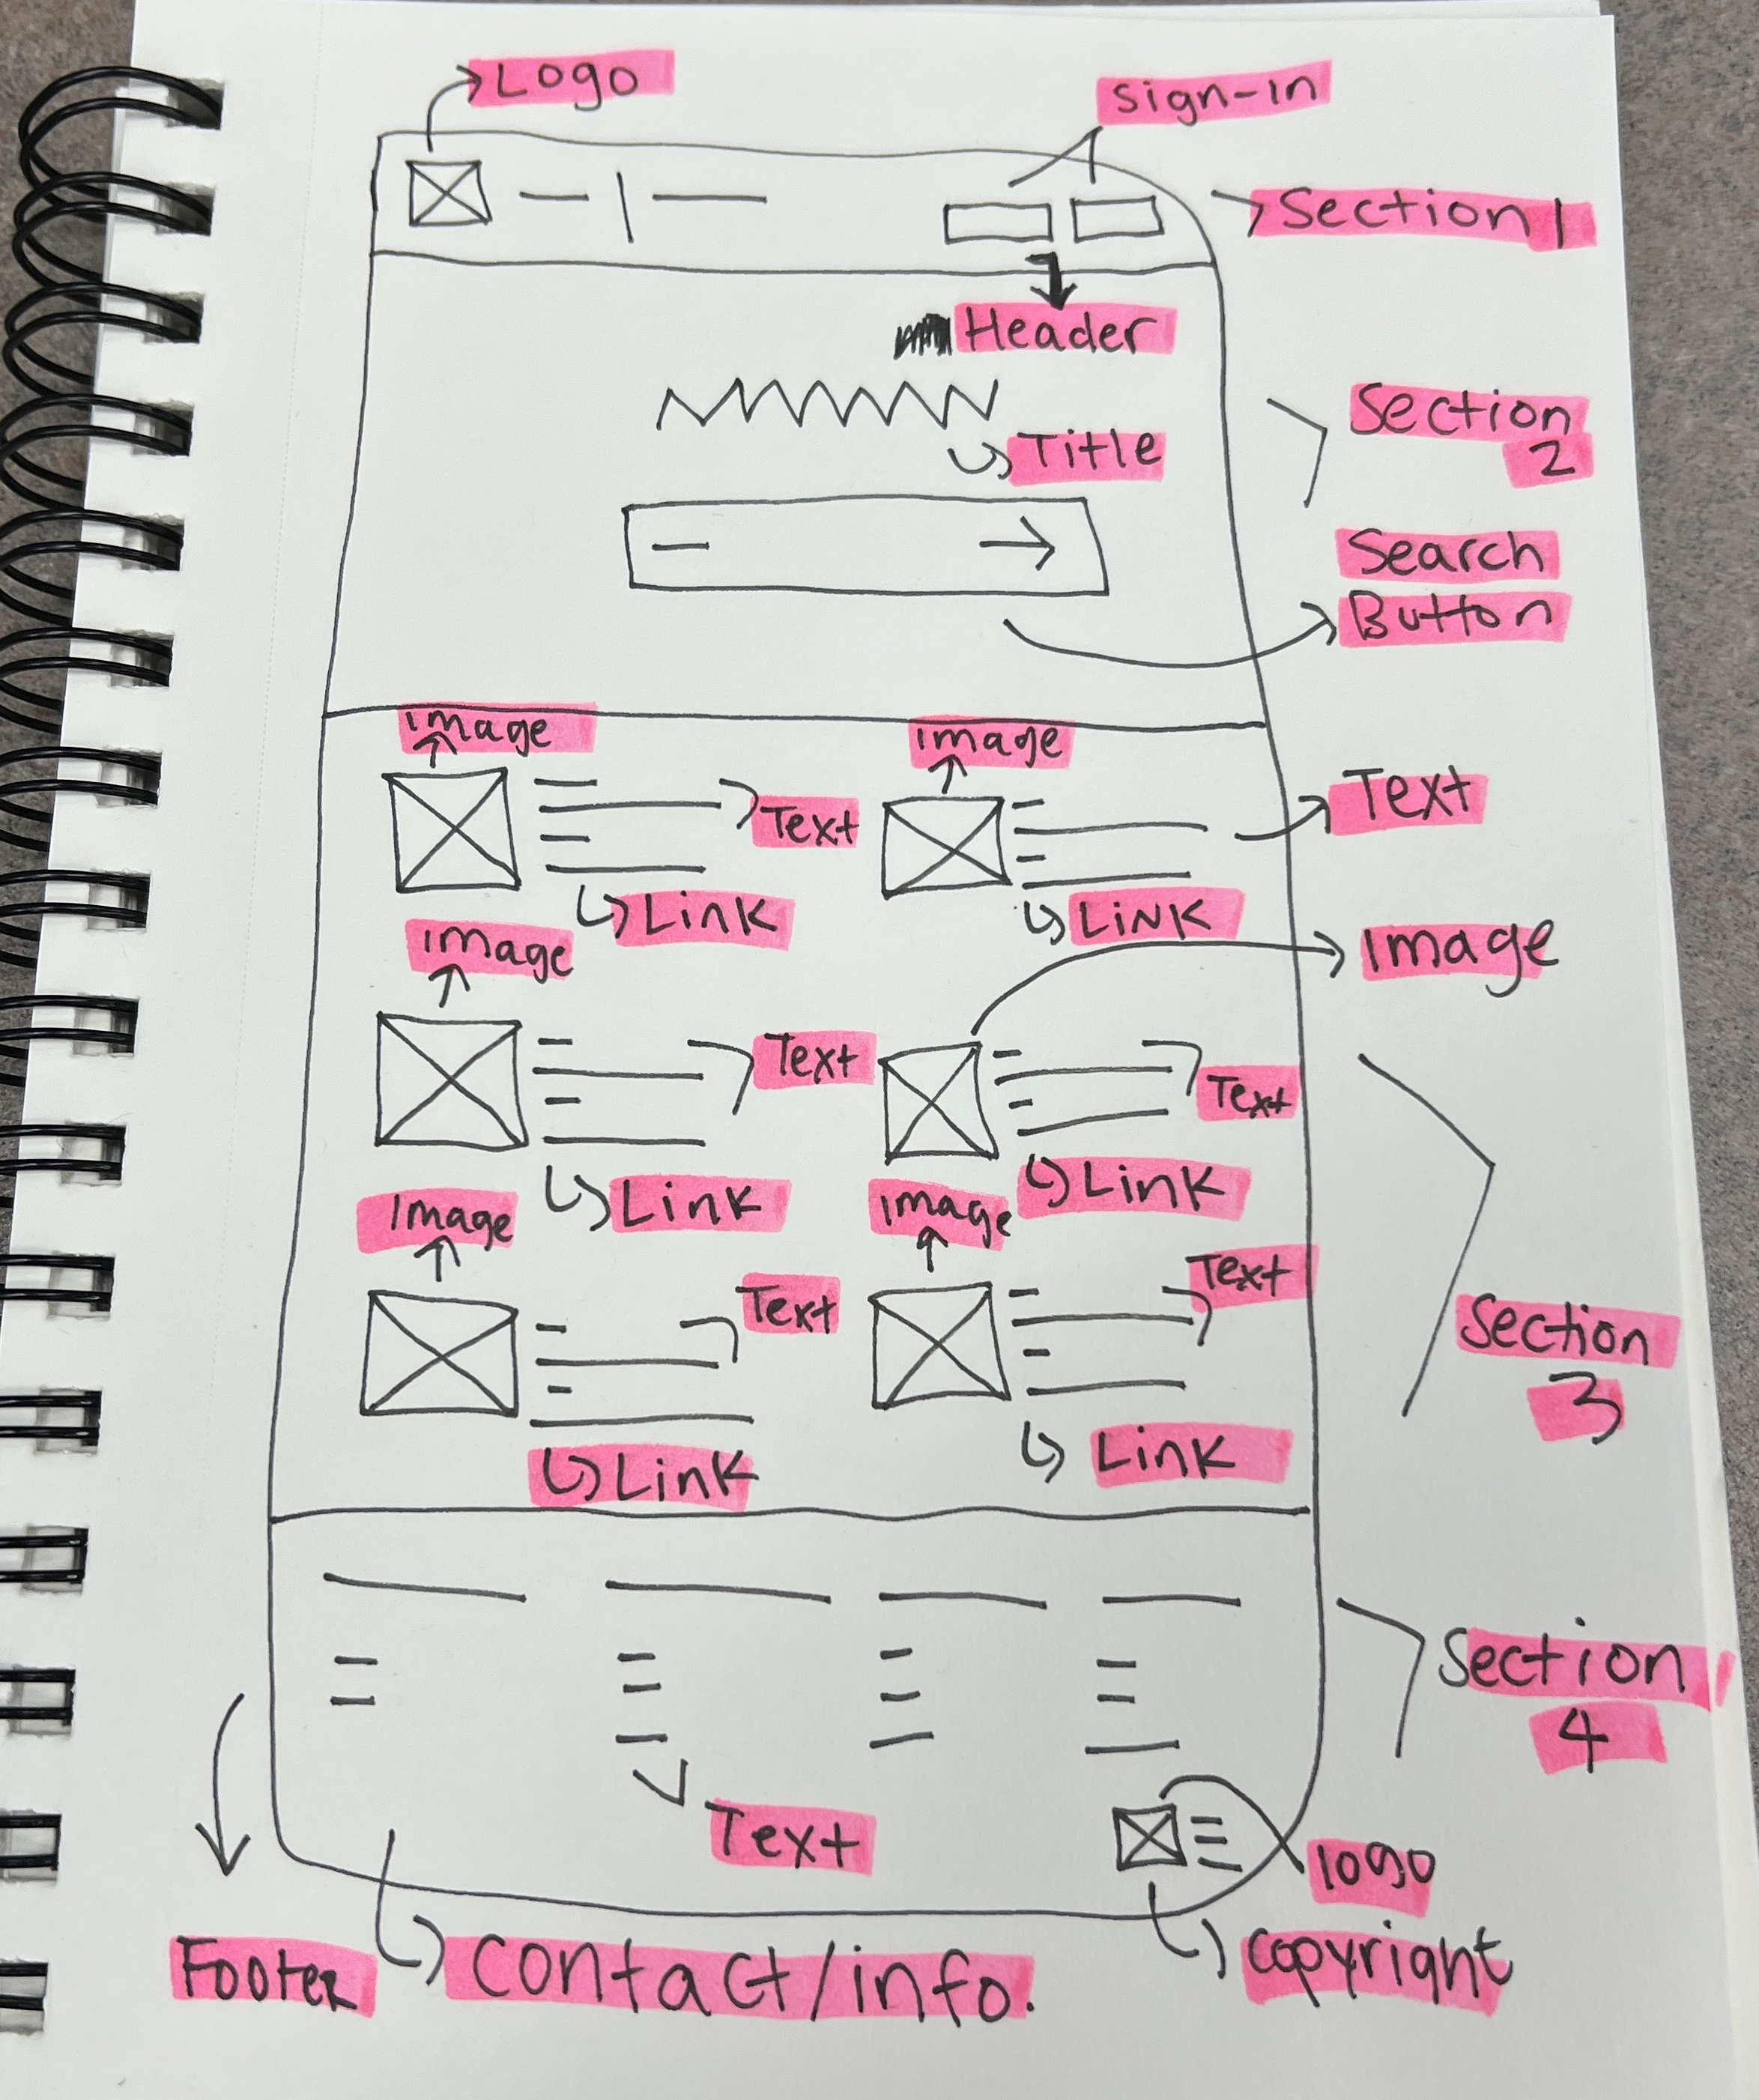 Logo
sign-in
Section 1
Header
Section
2
Title
Search
Button
image
image
Text
Text
Link
Link
image
Image
Text
Text
Link
Link
Image
Image
Text
Text
Link
Link
Section
3
Section
4
Text
logo
Footer
contact/info.
copyright